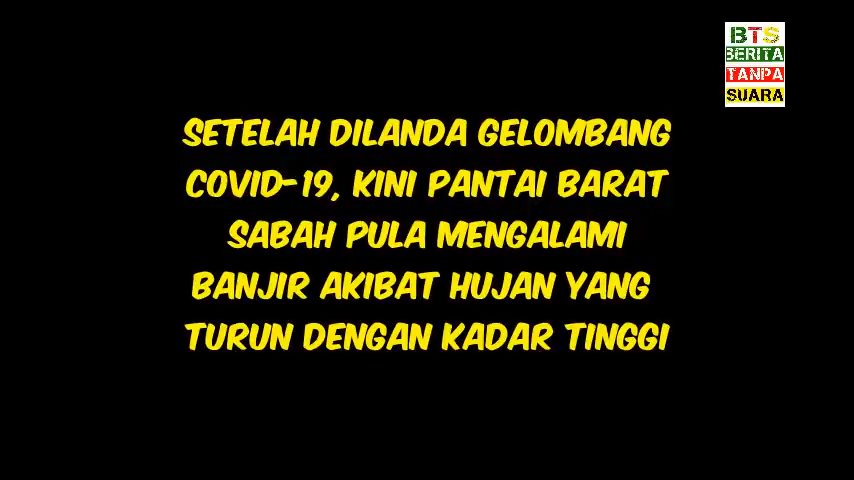 BTS
BERITA
TANPA
SUARA
SETELAH DILANDA GELOMBANG
COVID-19, KINI PANTAI BARAT
SABAH PULA MENGALAMI
BANJIR AKIBAT HUJAN YANG
TURUN DENGAN KADAR TINGGI